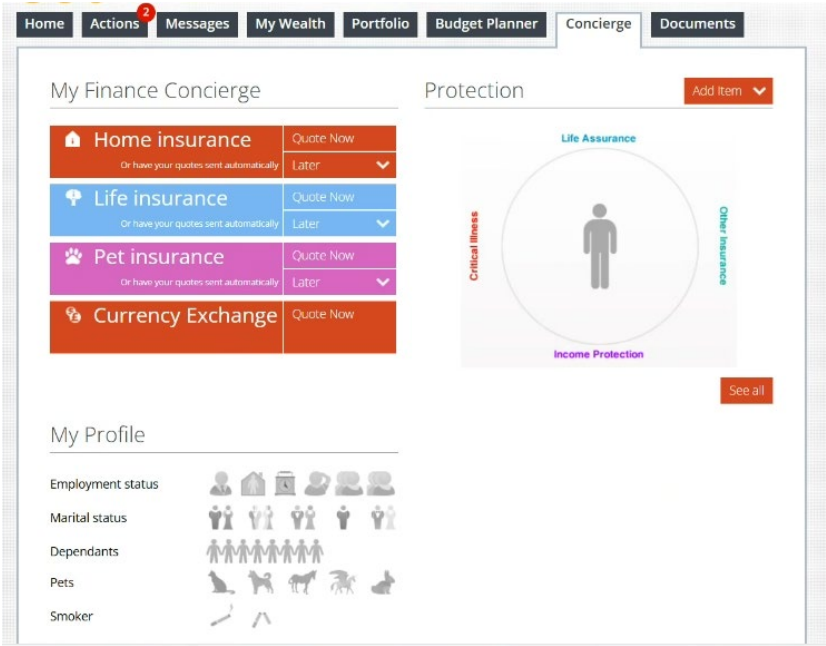 Home
Actions
2
Messages
My Wealth
Portfolio
Budget Planner
Concierge
Documents
My Finance Concierge
Home insurance
Quote Now
Or have your quotes sent automatically
Later
Life insurance
Quote Now
Or have your quotes sent automatically
Later
Pet insurance
Quote Now
Or have your quotes sent automatically
Later
Currency Exchange
Quote Now
Protection
Add Item
Life Assurance
Critical Illness
Other Insurance
Income Protection
See all
My Profile
Employment status
Marital status
Dependants
Pets
Smoker